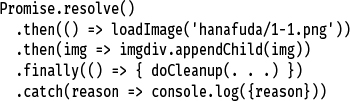 Promise.resolve()
  .then(() => loadImage('hanafuda/1-1.png'))
  .then(img => imgdiv.appendChild(img))
  .finally(() => { doCleanup(. . .) })
  .catch(reason => console.log({reason}))